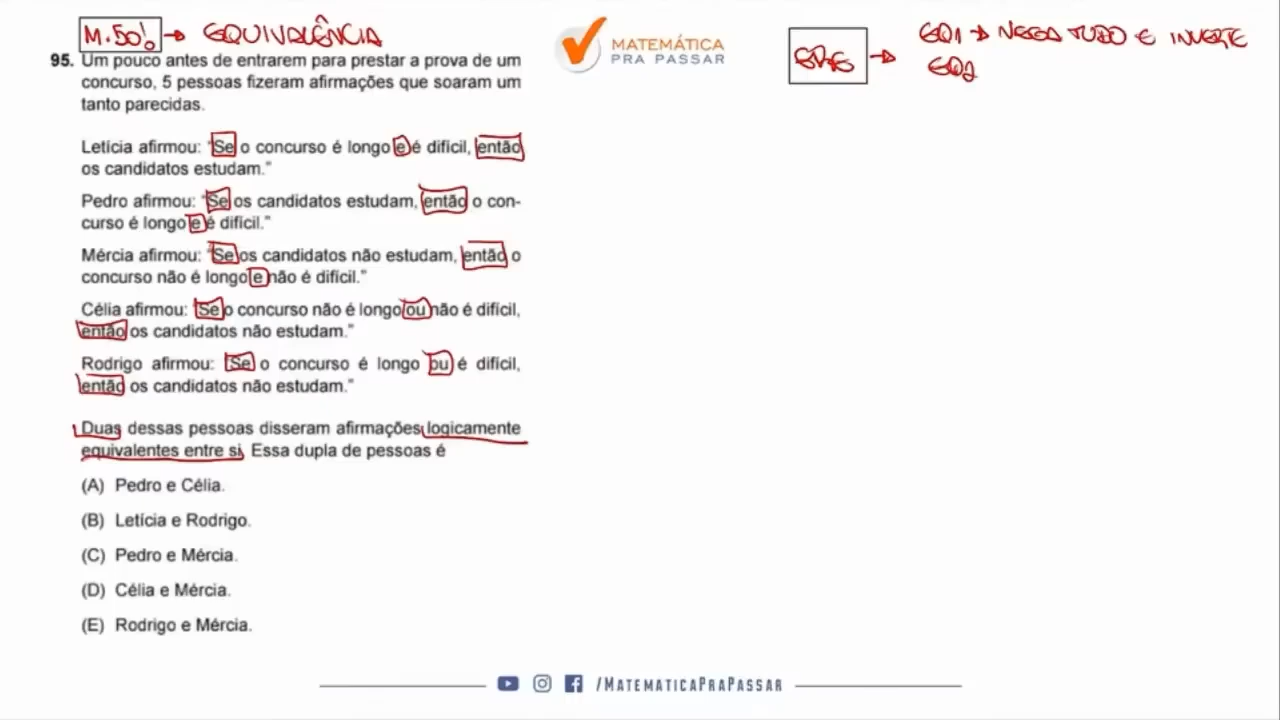 M.50! → EQUIVALÊNCIA
MATEMÁTICA
PRA PASSAR
EQ1 → NEGA TUDO E INVERTE
EQ2
95. Um pouco antes de entrarem para prestar a prova de um
concurso, 5 pessoas fizeram afirmações que soaram um
tanto parecidas.
Letícia afirmou: "Se o concurso é longo e é difícil, então
os candidatos estudam."
Pedro afirmou: "Se os candidatos estudam, então o con-
curso é longo e é difícil."
Mércia afirmou: "Se os candidatos não estudam, então o
concurso não é longo e não é difícil."
Célia afirmou: "Se o concurso não é longo ou não é difícil,
então os candidatos não estudam."
Rodrigo afirmou: "Se o concurso é longo ou é difícil,
então os candidatos não estudam."
Duas dessas pessoas disseram afirmações logicamente
equivalentes entre si. Essa dupla de pessoas é
(A) Pedro e Célia.
(B) Letícia e Rodrigo.
(C) Pedro e Mércia.
(D) Célia e Mércia.
(E) Rodrigo e Mércia.
/MATEMATICAPRAPASSAR